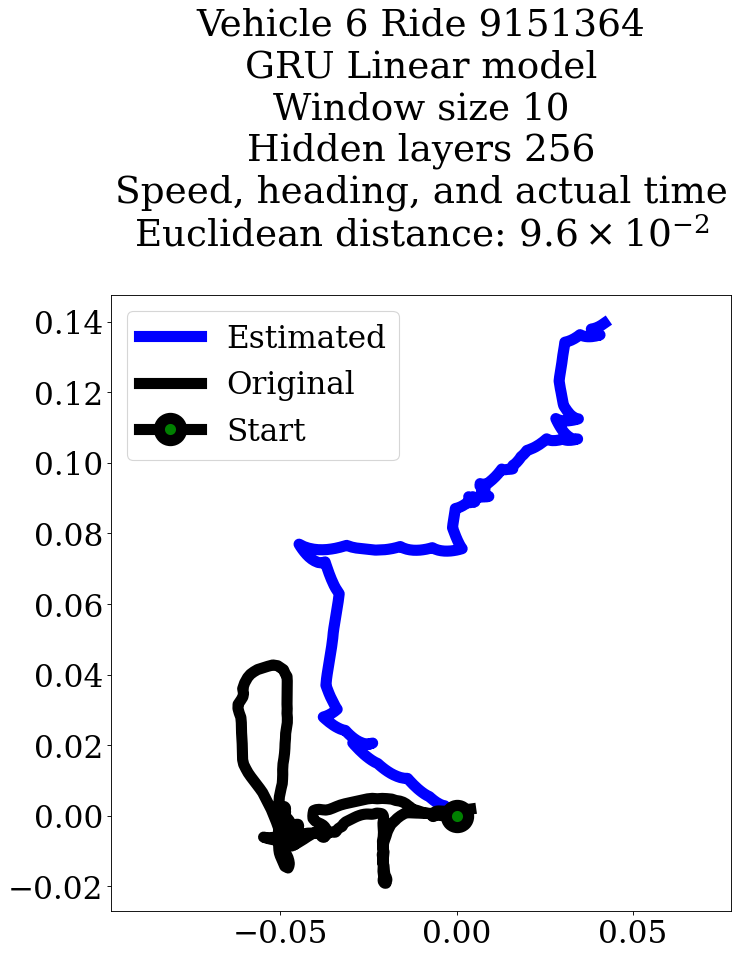 Vehicle 6 Ride 9151364
GRU Linear model
Window size 10
Hidden layers 256
Speed, heading, and actual time
Euclidean distance: 9.6 × 10⁻²
Estimated
Original
Start
0.14
0.12
0.10
0.08
0.06
0.04
0.02
0.00
−0.02
−0.05 0.00 0.05